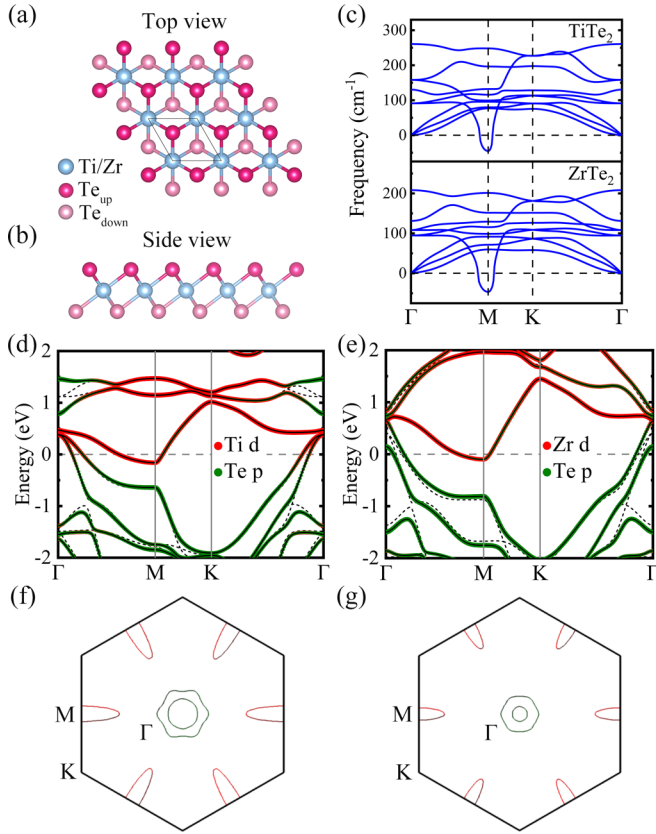 (a)
Top view
Ti/Zr
Te_up
Te_down
(b)
Side view
(c)
TiTe₂
300
200
100
0
Frequency (cm⁻¹)
ZrTe₂
200
100
0
Γ M K Γ
(d)
2
1
0
-1
-2
Energy (eV)
Ti d
Te p
Γ M K Γ
(e)
2
1
0
-1
-2
Energy (eV)
Zr d
Te p
Γ M K Γ
(f)
M
Γ
K
(g)
M
Γ
K